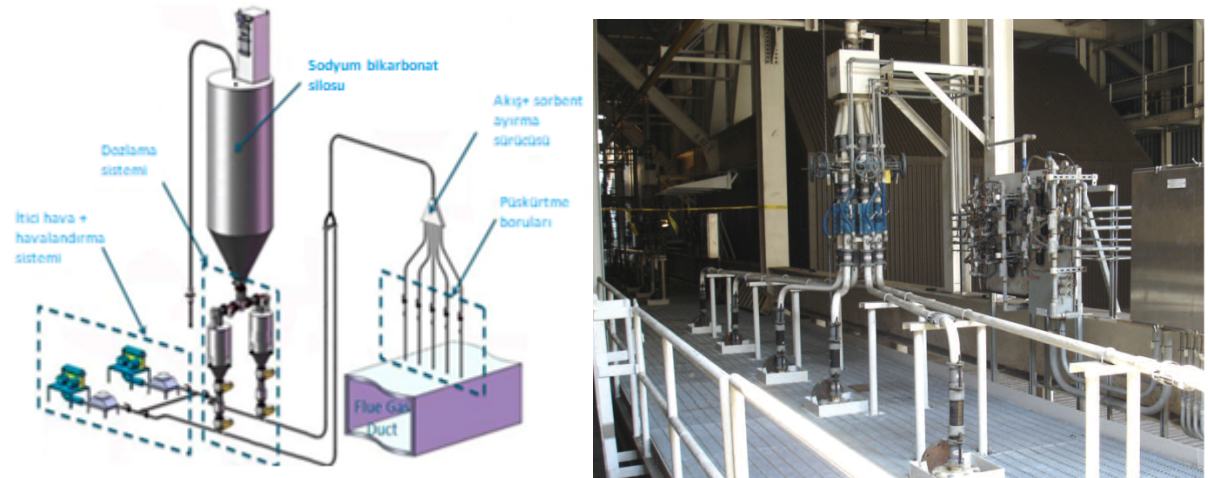 Sodyum bikarbonat
silosu
Akış+ sorbent
ayırma
sürücüsü
Dozlama
sistemi
Püskürtme
boruları
İtici hava +
havalandırma
sistemi
Flue Gas
Duct